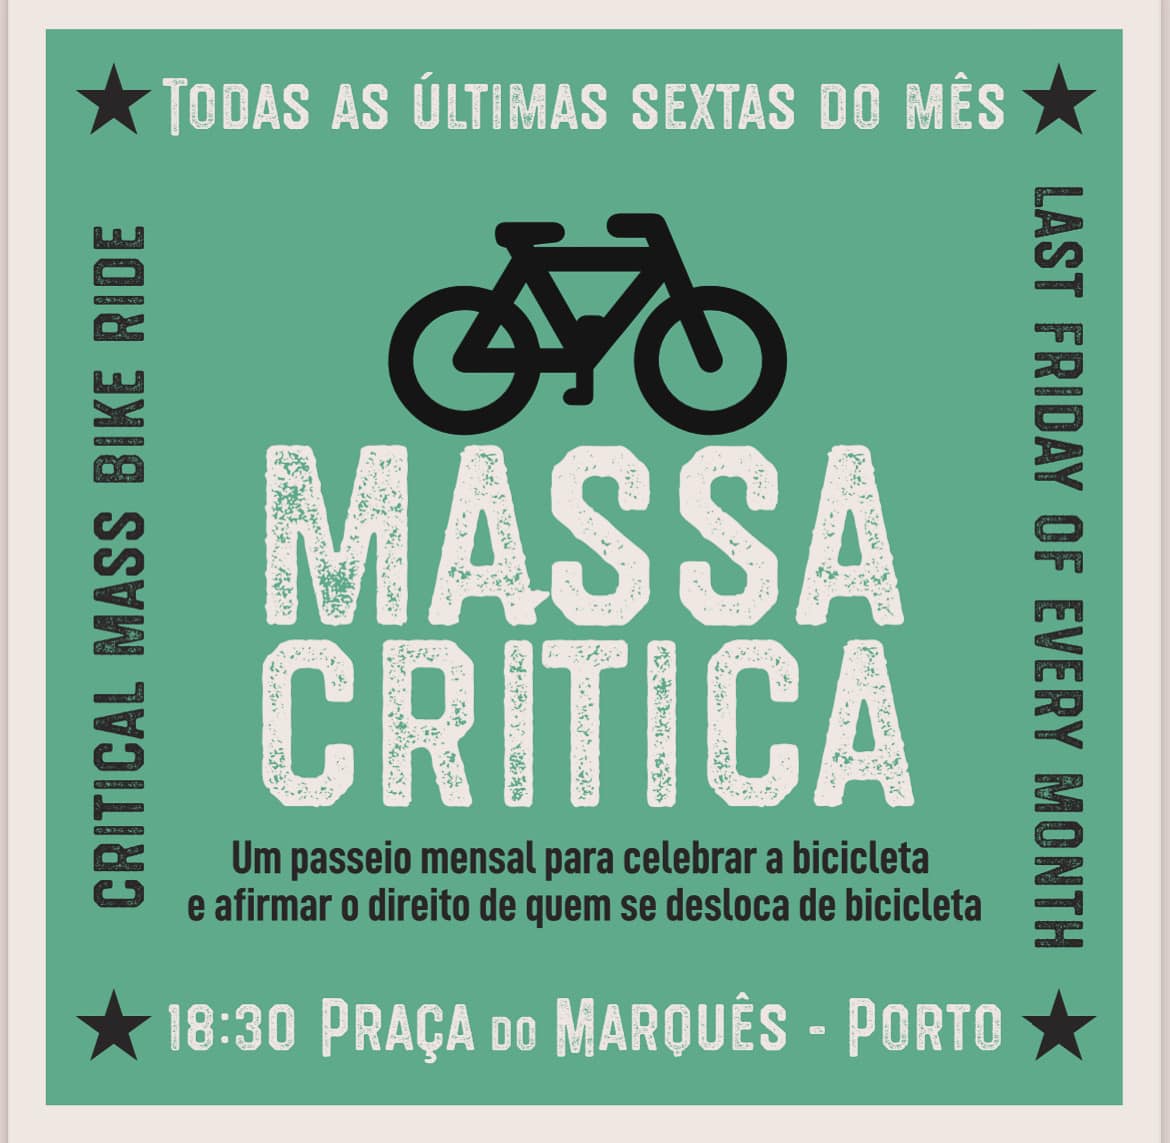 Todas as últimas sextas do mês
CRITICAL MASS BIKE RIDE
LAST FRIDAY OF EVERY MONTH
MASSA
CRITICA
Um passeio mensal para celebrar a bicicleta
e afirmar o direito de quem se desloca de bicicleta
18:30 Praça do Marquês - Porto